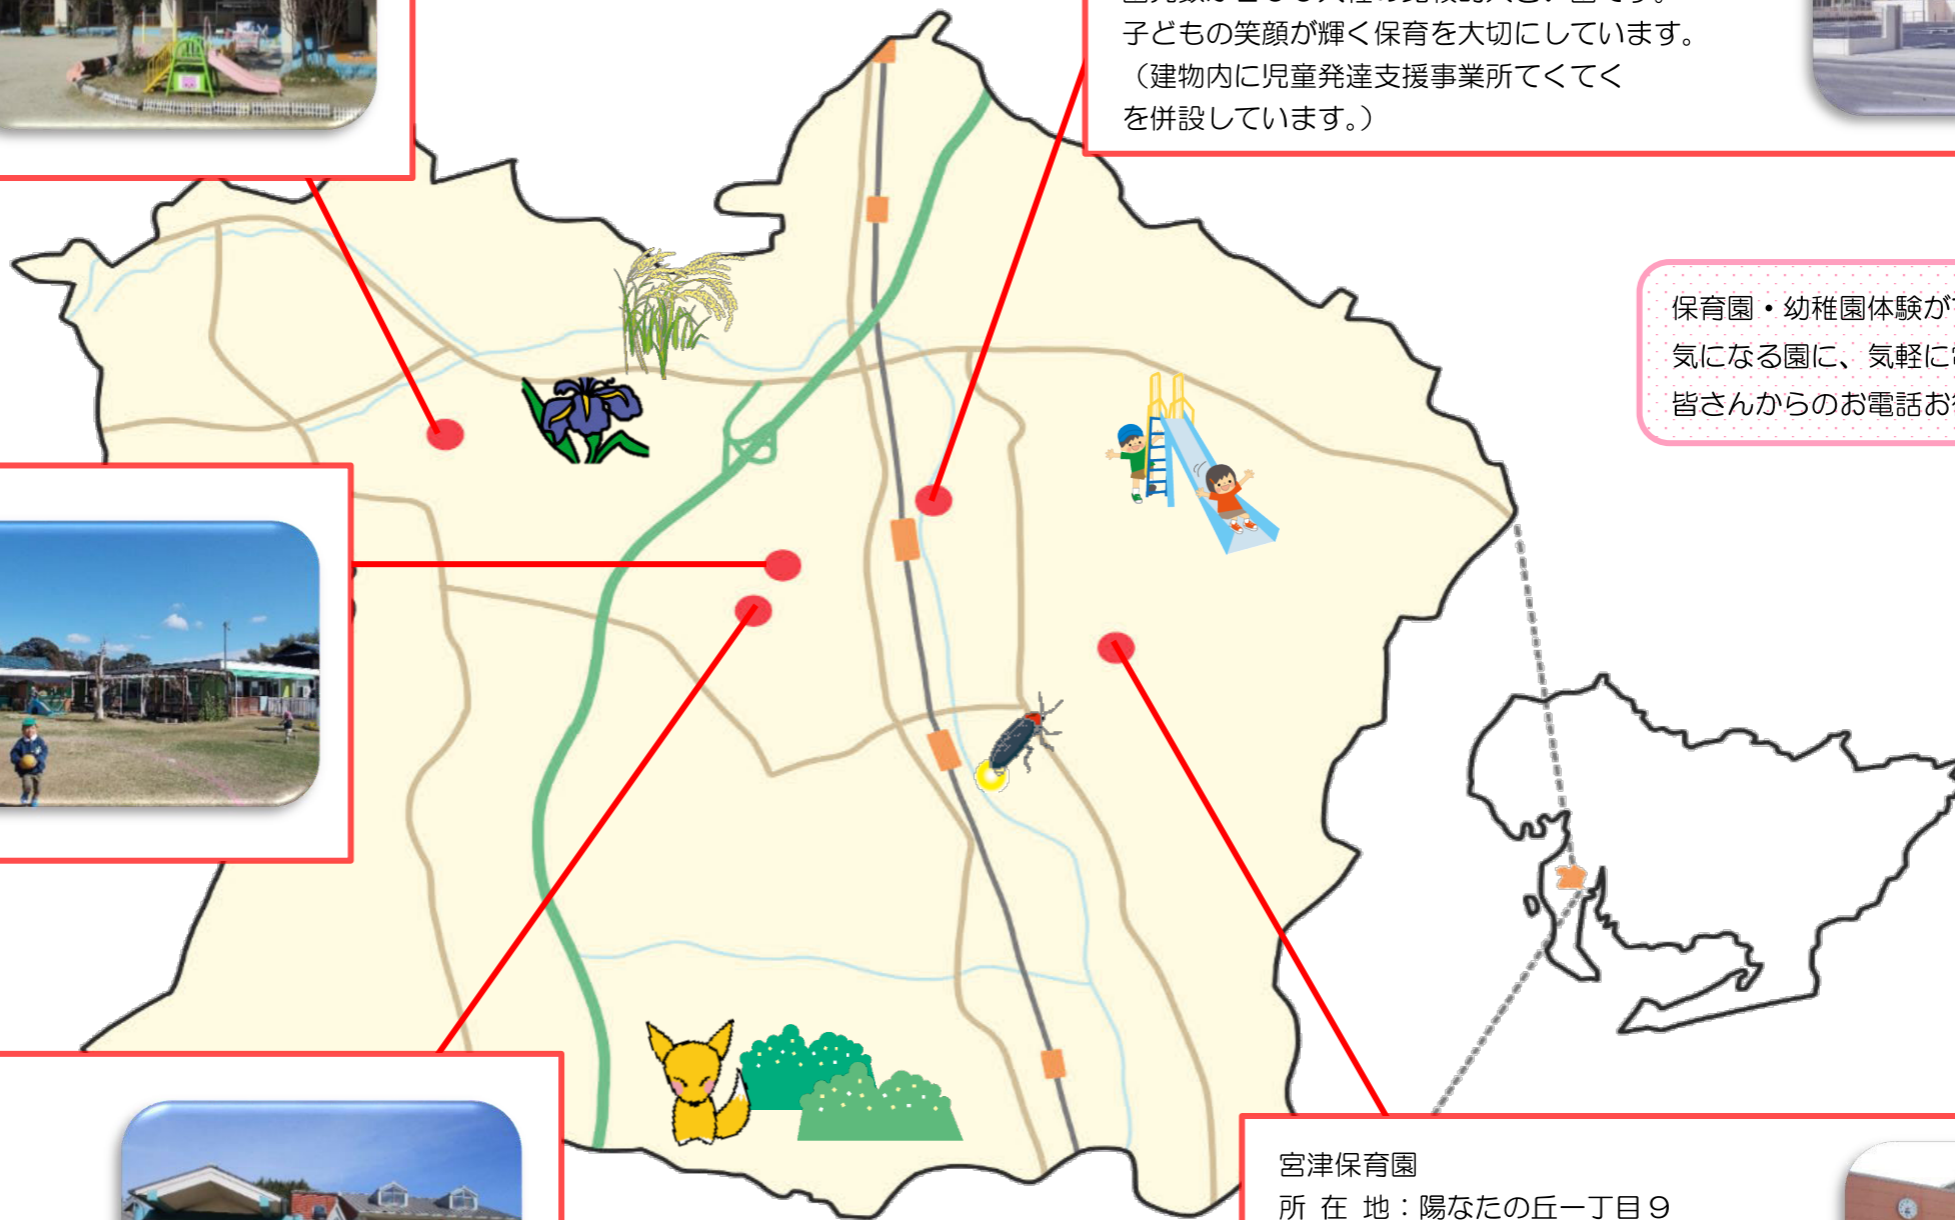 子どもの笑顔が輝く保育を大切にしています。
（建物内に児童発達支援事業所てくてく
を併設しています。）
保育園・幼稚園体験が
気になる園に、気軽に
皆さんからのお電話お
宮津保育園
所 在 地：陽なたの丘一丁目９